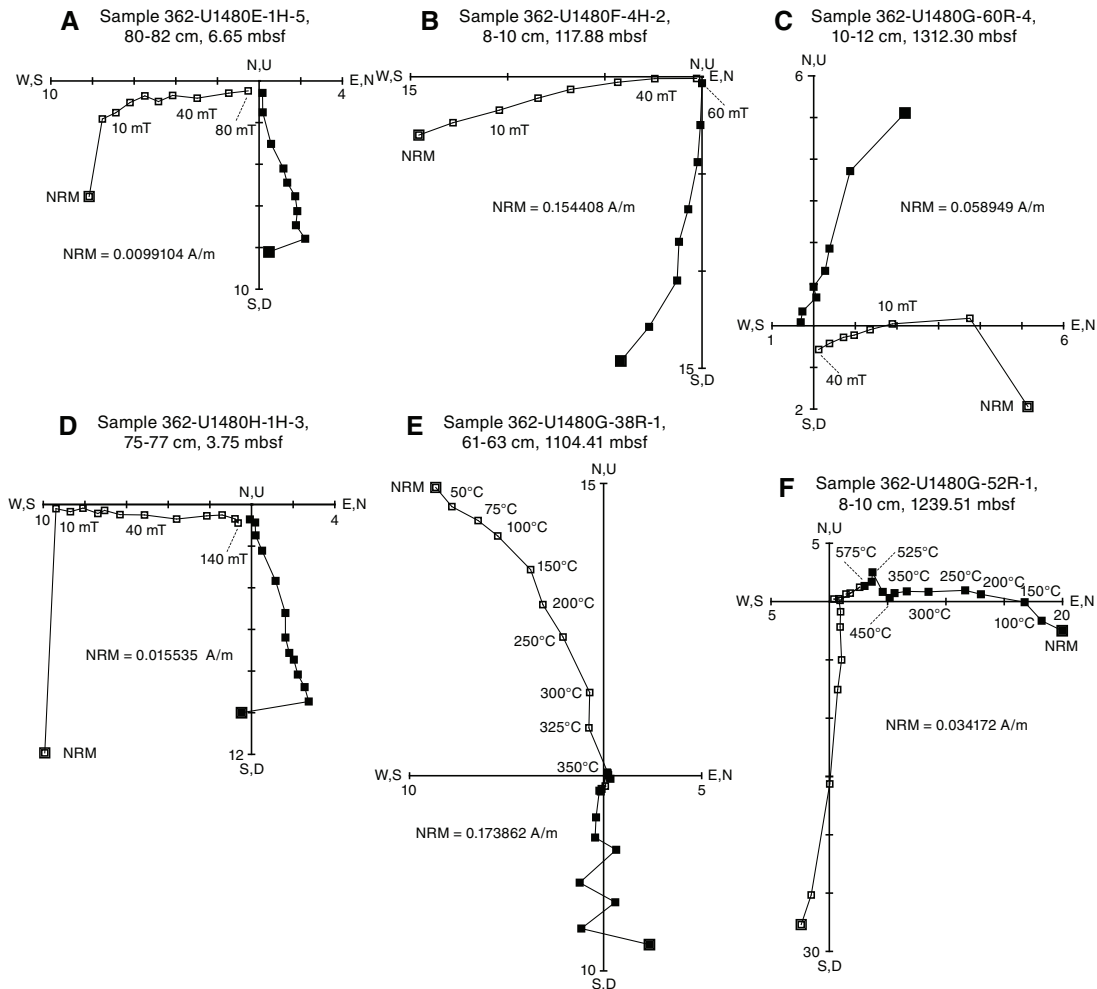 A
Sample 362-U1480E-1H-5,
80-82 cm, 6.65 mbsf
N,U
W,S
E,N
10
4
10 mT
40 mT
80 mT
NRM
NRM = 0.0099104 A/m
10
S,D
B
Sample 362-U1480F-4H-2,
8-10 cm, 117.88 mbsf
N,U
W,S
E,N
15
40 mT
60 mT
10 mT
NRM
NRM = 0.154408 A/m
15
S,D
C
Sample 362-U1480G-60R-4,
10-12 cm, 1312.30 mbsf
6
N,U
NRM = 0.058949 A/m
10 mT
W,S
E,N
1
6
40 mT
NRM
2
S,D
D
Sample 362-U1480H-1H-3,
75-77 cm, 3.75 mbsf
N,U
W,S
E,N
10
4
10 mT
40 mT
140 mT
NRM = 0.015535 A/m
NRM
12
S,D
E
Sample 362-U1480G-38R-1,
61-63 cm, 1104.41 mbsf
N,U
15
NRM
50°C
75°C
100°C
150°C
200°C
250°C
300°C
325°C
350°C
W,S
E,N
10
5
NRM = 0.173862 A/m
10
S,D
F
Sample 362-U1480G-52R-1,
8-10 cm, 1239.51 mbsf
N,U
5
575°C
525°C
350°C
250°C
200°C
150°C
W,S
E,N
5
20
450°C
300°C
100°C
NRM
NRM = 0.034172 A/m
30
S,D